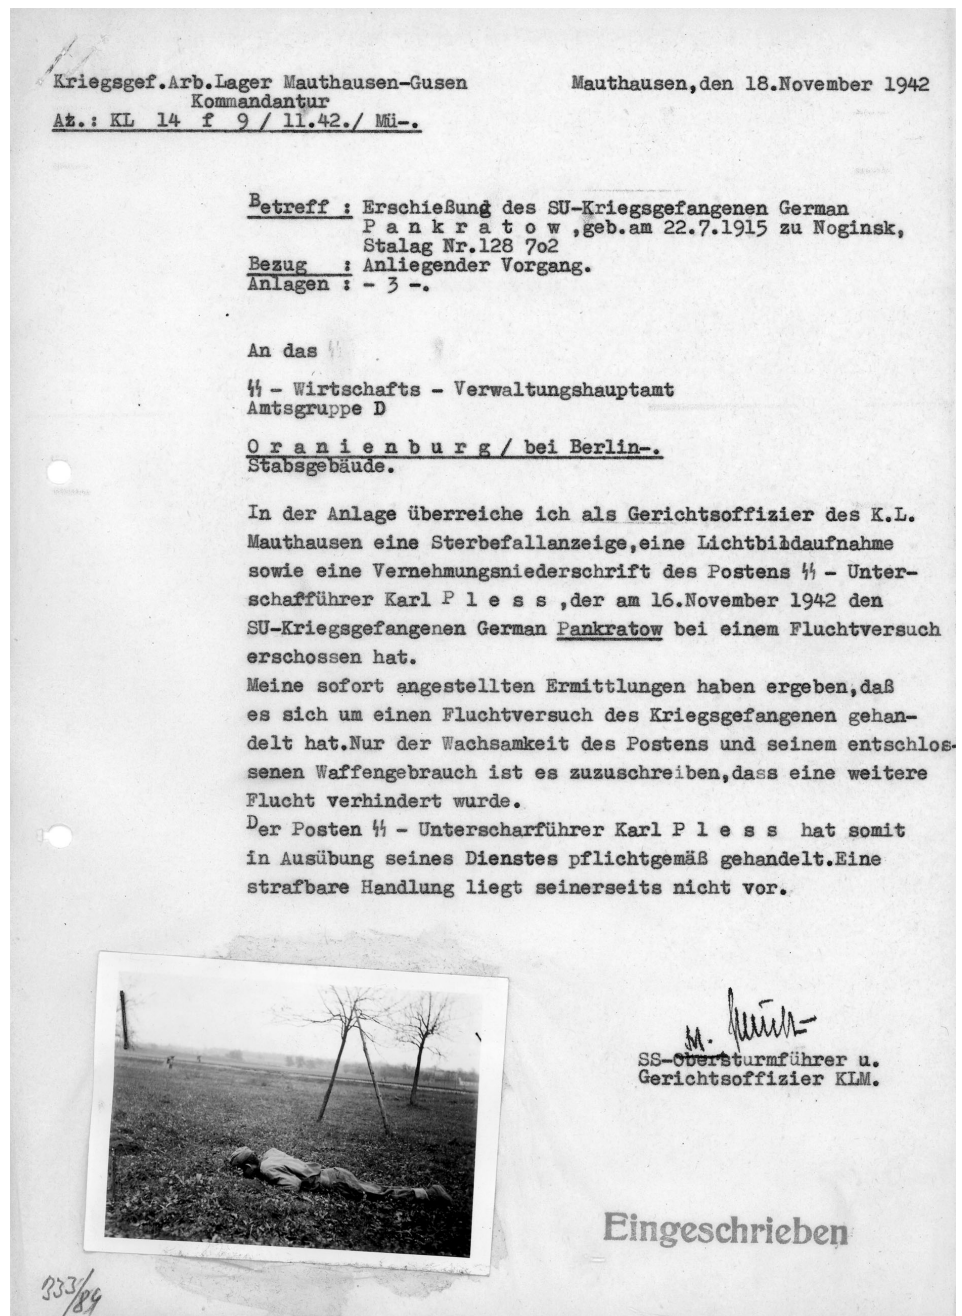 Kriegsgef.Arb.Lager Mauthausen-Gusen
Mauthausen,den 18.November 1942
Kommandantur
Az.: KL 14 f 9 / 11.42./ Mü-.
Betreff : Erschießung des SU-Kriegsgefangenen German
P a n k r a t o w ,geb.am 22.7.1915 zu Noginsk,
Stalag Nr.128 7o2
Bezug : Anliegender Vorgang.
Anlagen : - 3 -.
An das
SS - Wirtschafts - Verwaltungshauptamt
Amtsgruppe D
O r a n i e n b u r g / bei Berlin-.
Stabsgebäude.
In der Anlage überreiche ich als Gerichtsoffizier des K.L.
Mauthausen eine Sterbefallanzeige,eine Lichtbildaufnahme
sowie eine Vernehmungsniederschrift des Postens SS - Unter-
schafführer Karl P l e s s ,der am 16.November 1942 den
SU-Kriegsgefangenen German Pankratow bei einem Fluchtversuch
erschossen hat.
Meine sofort angestellten Ermittlungen haben ergeben,daß
es sich um einen Fluchtversuch des Kriegsgefangenen gehan-
delt hat.Nur der Wachsamkeit des Postens und seinem entschlos-
senen Waffengebrauch ist es zuzuschreiben,dass eine weitere
Flucht verhindert wurde.
Der Posten SS - Unterscharführer Karl P l e s s hat somit
in Ausübung seines Dienstes pflichtgemäß gehandelt.Eine
strafbare Handlung liegt seinerseits nicht vor.
SS-Obersturmführer u.
Gerichtsoffizier KLM.
Eingeschrieben
333/89